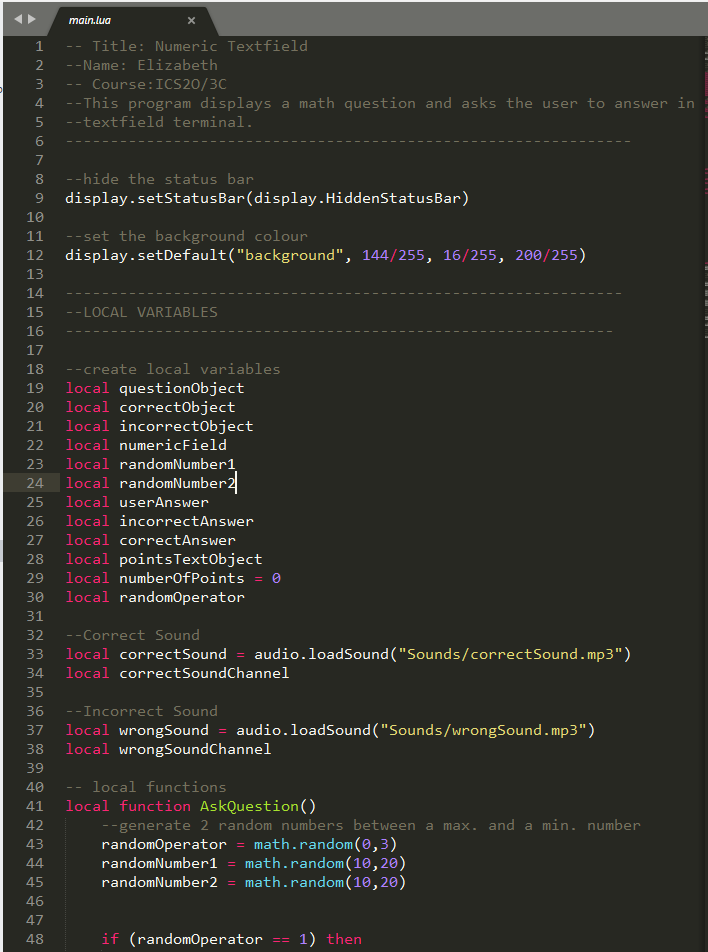 main.lua ×
1 -- Title: Numeric Textfield
2 --Name: Elizabeth
3 -- Course:ICS2O/3C
4 --This program displays a math question and asks the user to answer in
5 --textfield terminal.
6 ---------------------------------------------------------------
7
8 --hide the status bar
9 display.setStatusBar(display.HiddenStatusBar)
10
11 --set the background colour
12 display.setDefault("background", 144/255, 16/255, 200/255)
13
14 --------------------------------------------------------------
15 --LOCAL VARIABLES
16 -------------------------------------------------------------
17
18 --create local variables
19 local questionObject
20 local correctObject
21 local incorrectObject
22 local numericField
23 local randomNumber1
24 local randomNumber2
25 local userAnswer
26 local incorrectAnswer
27 local correctAnswer
28 local pointsTextObject
29 local numberOfPoints = 0
30 local randomOperator
31
32 --Correct Sound
33 local correctSound = audio.loadSound("Sounds/correctSound.mp3")
34 local correctSoundChannel
35
36 --Incorrect Sound
37 local wrongSound = audio.loadSound("Sounds/wrongSound.mp3")
38 local wrongSoundChannel
39
40 -- local functions
41 local function AskQuestion()
42 --generate 2 random numbers between a max. and a min. number
43 randomOperator = math.random(0,3)
44 randomNumber1 = math.random(10,20)
45 randomNumber2 = math.random(10,20)
46
47
48 if (randomOperator == 1) then